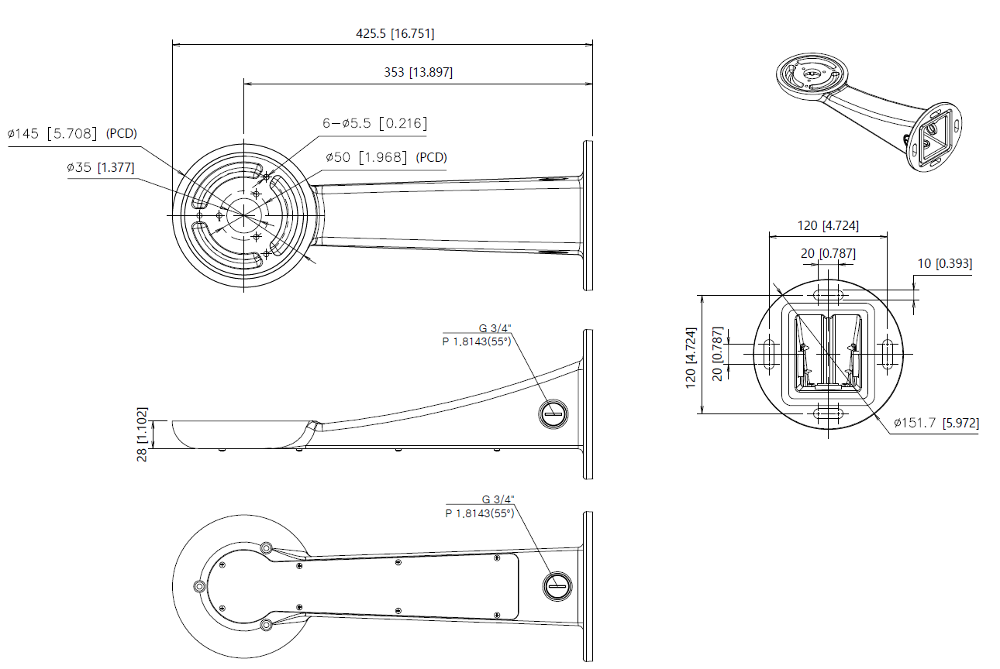 425.5 [16.751]
353 [13.897]
6-ø5.5 [0.216]
ø145 [5.708] (PCD)
ø50 [1.968] (PCD)
ø35 [1.377]
120 [4.724]
20 [0.787]
10 [0.393]
120 [4.724]
20 [0.787]
ø151.7 [5.972]
G 3/4"
P 1.8143(55°)
28 [1.102]
G 3/4"
P 1.8143(55°)